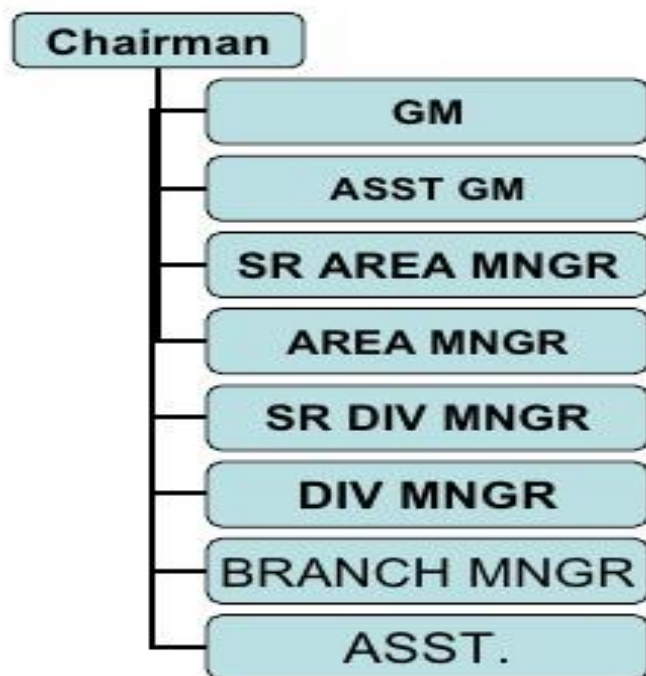 Chairman
GM
ASST GM
SR AREA MNGR
AREA MNGR
SR DIV MNGR
DIV MNGR
BRANCH MNGR
ASST.